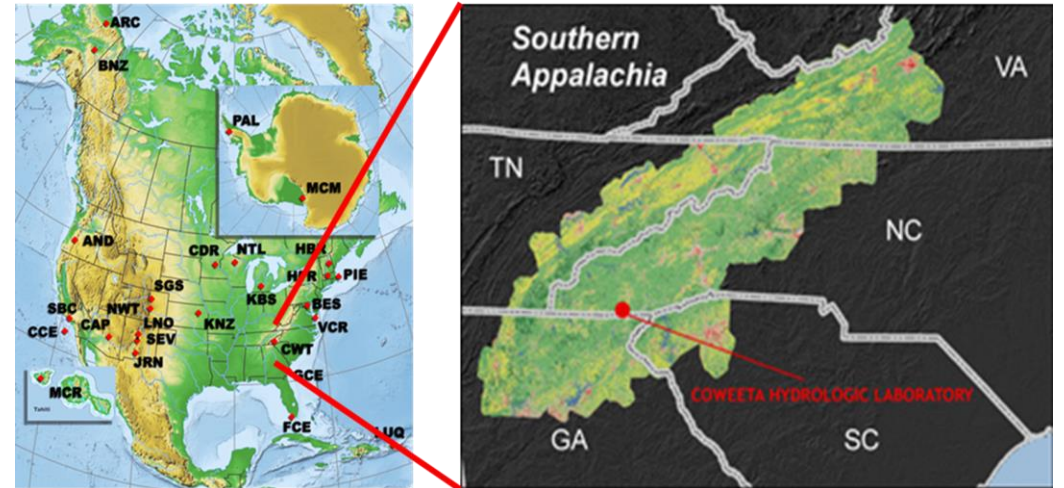 ARC
BNZ
PAL
MCM
AND
CDR
NTL
HBR
HFR
PIE
KBS
SGS
NWT
BES
SBC
LNO
KNZ
VCR
CCE
CAP
SEV
CWT
JRN
GCE
MCR
Tahiti
FCE
LUQ
Southern
Appalachia
VA
TN
NC
COWEETA HYDROLOGIC LABORATORY
GA
SC